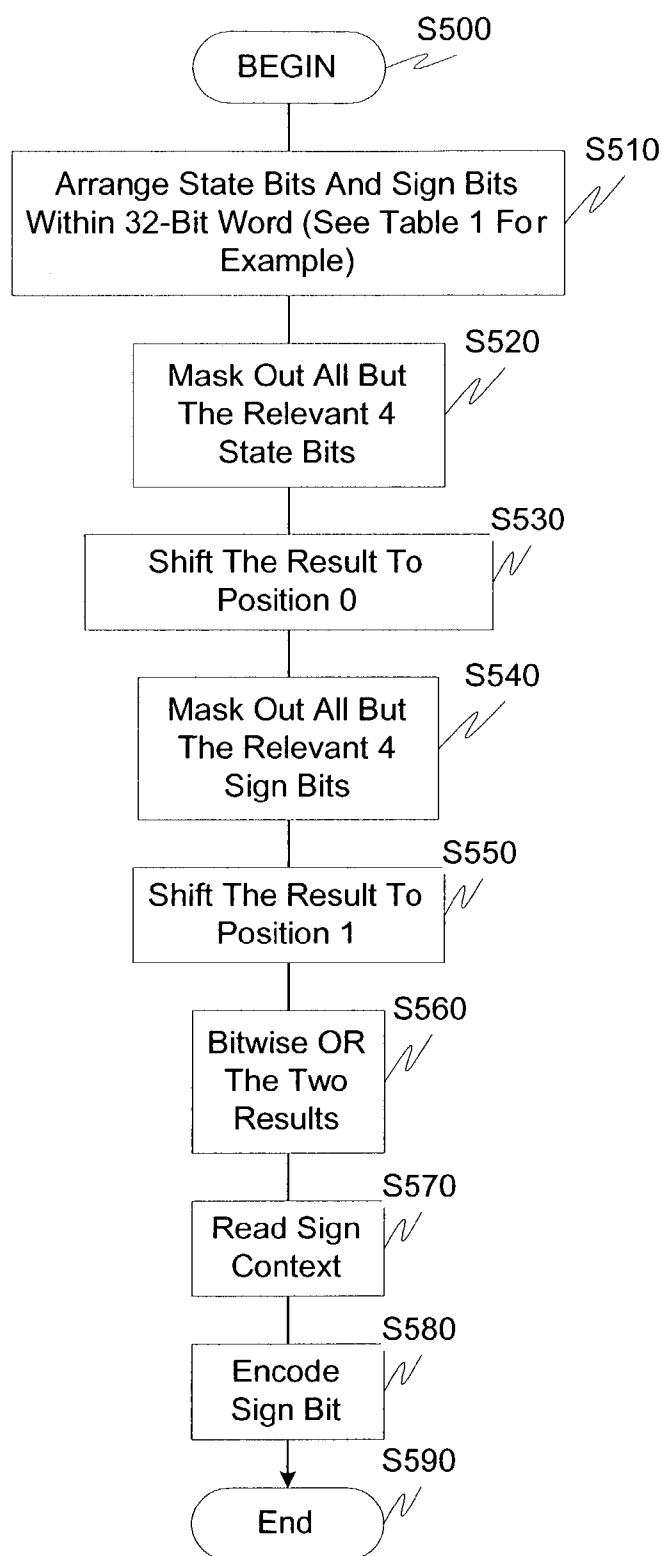 S500
BEGIN
S510
Arrange State Bits And Sign Bits
Within 32-Bit Word (See Table 1 For
Example)
S520
Mask Out All But
The Relevant 4
State Bits
S530
Shift The Result To
Position 0
S540
Mask Out All But
The Relevant 4
Sign Bits
S550
Shift The Result To
Position 1
S560
Bitwise OR
The Two
Results
S570
Read Sign
Context
S580
Encode
Sign Bit
S590
End